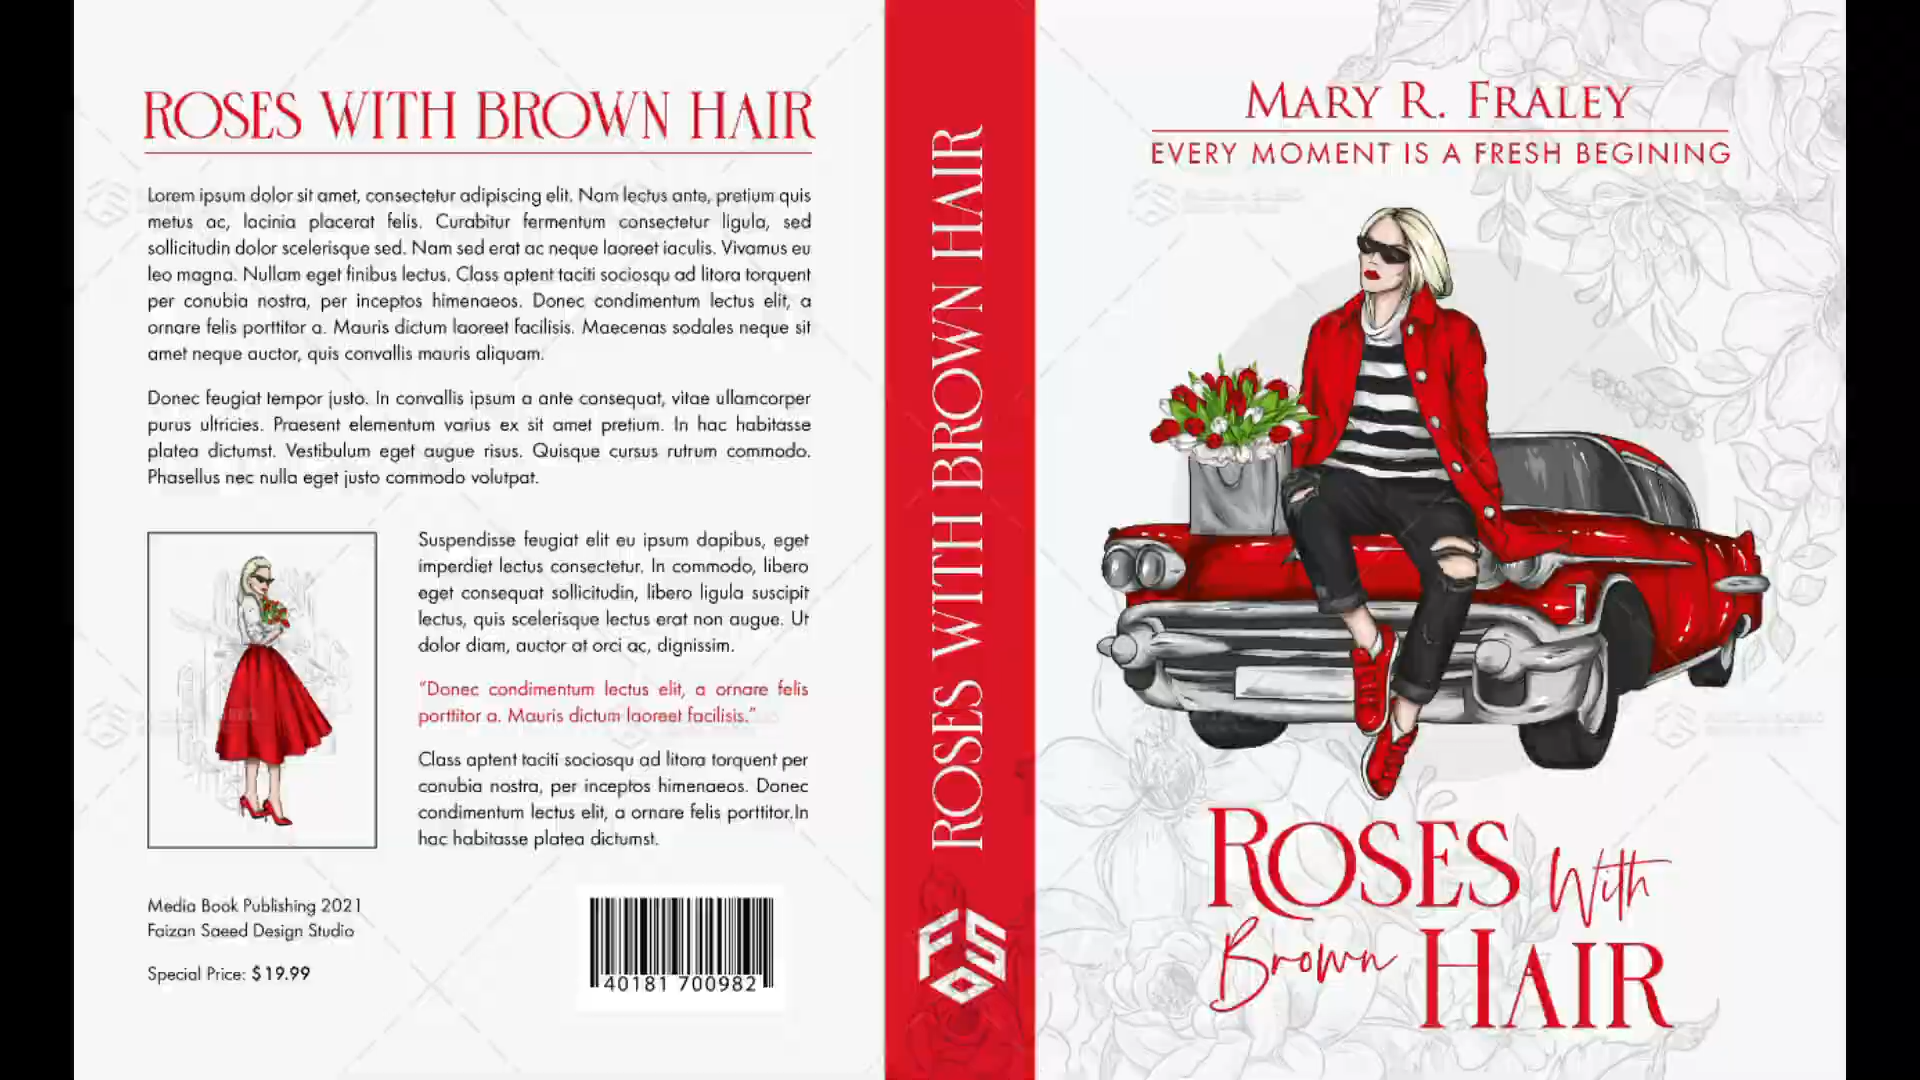 ROSES WITH BROWN HAIR
Lorem ipsum dolor sit amet, consectetur adipiscing elit. Nam lectus ante, pretium quis
metus ac, lacinia placerat felis. Curabitur fermentum consectetur ligula, sed
sollicitudin dolor scelerisque sed. Nam sed erat ac neque laoreet iaculis. Vivamus eu
leo magna. Nullam eget finibus lectus. Class aptent taciti sociosqu ad litora torquent
per conubia nostra, per inceptos himenaeos. Donec condimentum lectus elit, a
ornare felis porttitor a. Mauris dictum laoreet facilisis. Maecenas sodales neque sit
amet neque auctor, quis convallis mauris aliquam.
Donec feugiat tempor justo. In convallis ipsum a ante consequat, vitae ullamcorper
purus ultricies. Praesent elementum varius ex sit amet pretium. In hac habitasse
platea dictumst. Vestibulum eget augue risus. Quisque cursus rutrum commodo.
Phasellus nec nulla eget justo commodo volutpat.
Suspendisse feugiat elit eu ipsum dapibus, eget
imperdiet lectus consectetur. In commodo, libero
eget consequat sollicitudin, libero ligula suscipit
lectus, quis scelerisque lectus erat non augue. Ut
dolor diam, auctor at orci ac, dignissim.
"Donec condimentum lectus elit, a ornare felis
porttitor a. Mauris dictum laoreet facilisis."
Class aptent taciti sociosqu ad litora torquent per
conubia nostra, per inceptos himenaeos. Donec
condimentum lectus elit, a ornare felis porttitor.In
hac habitasse platea dictumst.
Media Book Publishing 2021
Faizan Saeed Design Studio
Special Price: $19.99
40181 700982
ROSES WITH BROWN HAIR
FSDS
MARY R. FRALEY
EVERY MOMENT IS A FRESH BEGINING
ROSES With
Brown HAIR